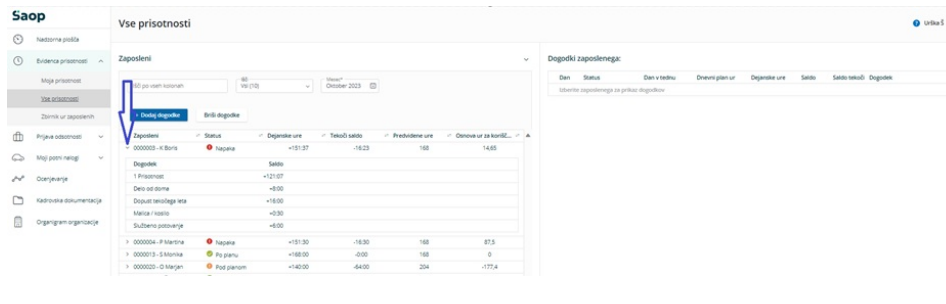 Saop
Vse prisotnosti
Urška Š
Nadzorna plošča
Evidenca prisotnosti
Moja prisotnost
Vse prisotnosti
Zbirnik ur zaposlenih
Prijava odsotnosti
Moji potni nalogi
Ocenjevanje
Kadrovska dokumentacija
Organigram organizacije
Zaposleni
po vseh kolonah
Vsi (10)
Mesec*
Oktober 2023
+ Dodaj dogodke Briši dogodke
Zaposleni Status Dejanske ure Tekoči saldo Predvidene ure Osnova ur za korišč...
0000003 - K Boris Napaka +151:37 -16:23 168 14,65
Dogodek Saldo
1 Prisotnost +121:07
Delo od doma +8:00
Dopust tekočega leta +16:00
Malica / kosilo +0:30
Službeno potovanje +6:00
0000004 - P Martina Napaka +151:30 -16:30 168 87,5
0000013 - S Monika Po planu +168:00 -0:00 168 0
0000020 - O Marjan Pod planom +140:00 -64:00 204 -177,4
Dogodki zaposlenega:
Dan Status Dan v tednu Dnevni plan ur Dejanske ure Saldo Saldo tekoči Dogodek
Izberite zaposlenega za prikaz dogodkov